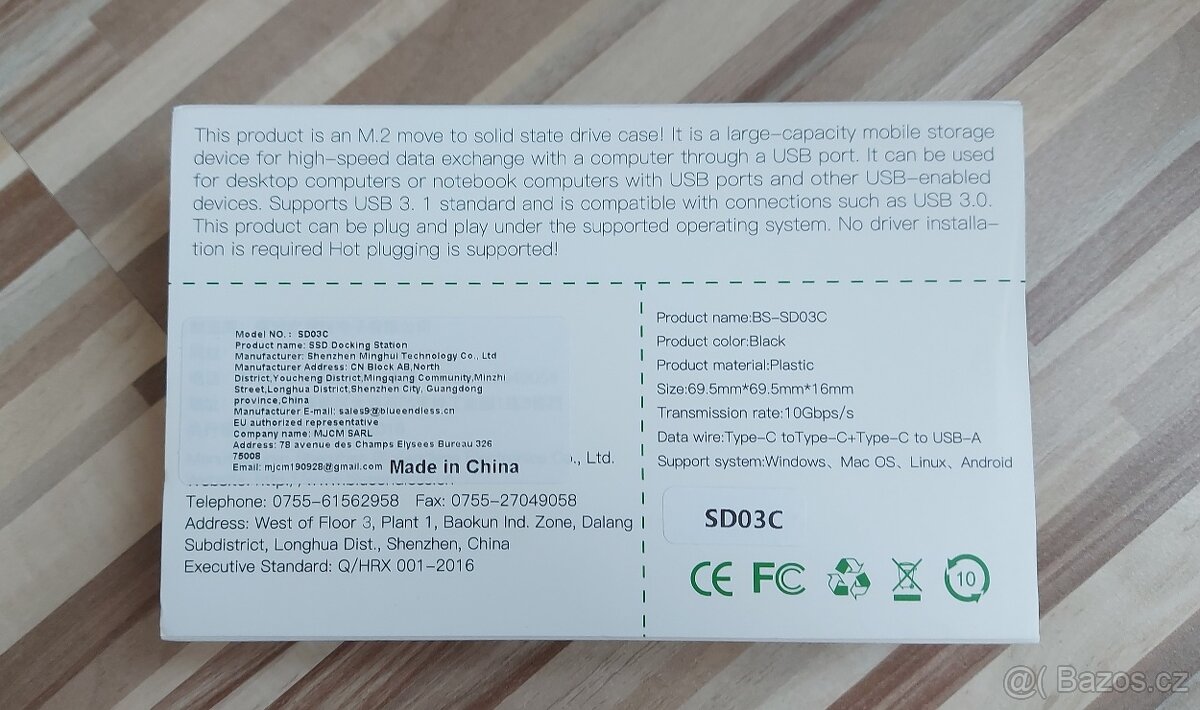 This product is an M.2 move to solid state drive case! It is a large-capacity mobile storage
device for high-speed data exchange with a computer through a USB port. It can be used
for desktop computers or notebook computers with USB ports and other USB-enabled
devices. Supports USB 3. 1 standard and is compatible with connections such as USB 3.0.
This product can be plug and play under the supported operating system. No driver installa-
tion is required Hot plugging is supported!
Model NO.: SD03C
Product name: SSD Docking Station
Manufacturer: Shenzhen Minghui Technology Co., Ltd
Manufacturer Address: CN Block AB,North
District,Youcheng District,Mingqiang Community,Minzhi
Street,Longhua District,Shenzhen City, Guangdong
province,China
Manufacturer E-mail: sales9@blueendless.cn
EU authorized representative
Company name: MJCM SARL
Address: 78 avenue des Champs Elysees Bureau 326
75008
Email: mjcm190928@gmail.com Made in China
., Ltd.
Telephone: 0755-61562958 Fax: 0755-27049058
Address: West of Floor 3, Plant 1, Baokun Ind. Zone, Dalang
Subdistrict, Longhua Dist., Shenzhen, China
Executive Standard: Q/HRX 001-2016
Product name:BS-SD03C
Product color:Black
Product material:Plastic
Size:69.5mm*69.5mm*16mm
Transmission rate:10Gbps/s
Data wire:Type-C toType-C+Type-C to USB-A
Support system:Windows、Mac OS、Linux、Android
SD03C
CE FC 10
@( Bazos.cz